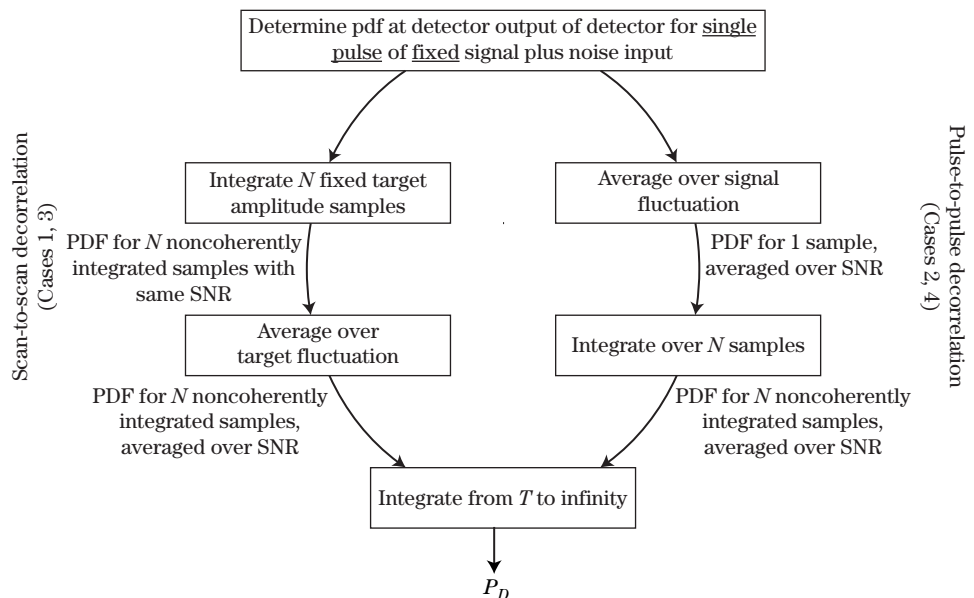 Determine pdf at detector output of detector for single
pulse of fixed signal plus noise input
Scan-to-scan decorrelation
(Cases 1, 3)
Integrate N fixed target
amplitude samples
PDF for N noncoherently
integrated samples with
same SNR
Average over
target fluctuation
PDF for N noncoherently
integrated samples,
averaged over SNR
Average over signal
fluctuation
PDF for 1 sample,
averaged over SNR
Integrate over N samples
PDF for N noncoherently
integrated samples,
averaged over SNR
Pulse-to-pulse decorrelation
(Cases 2, 4)
Integrate from T to infinity
P_D